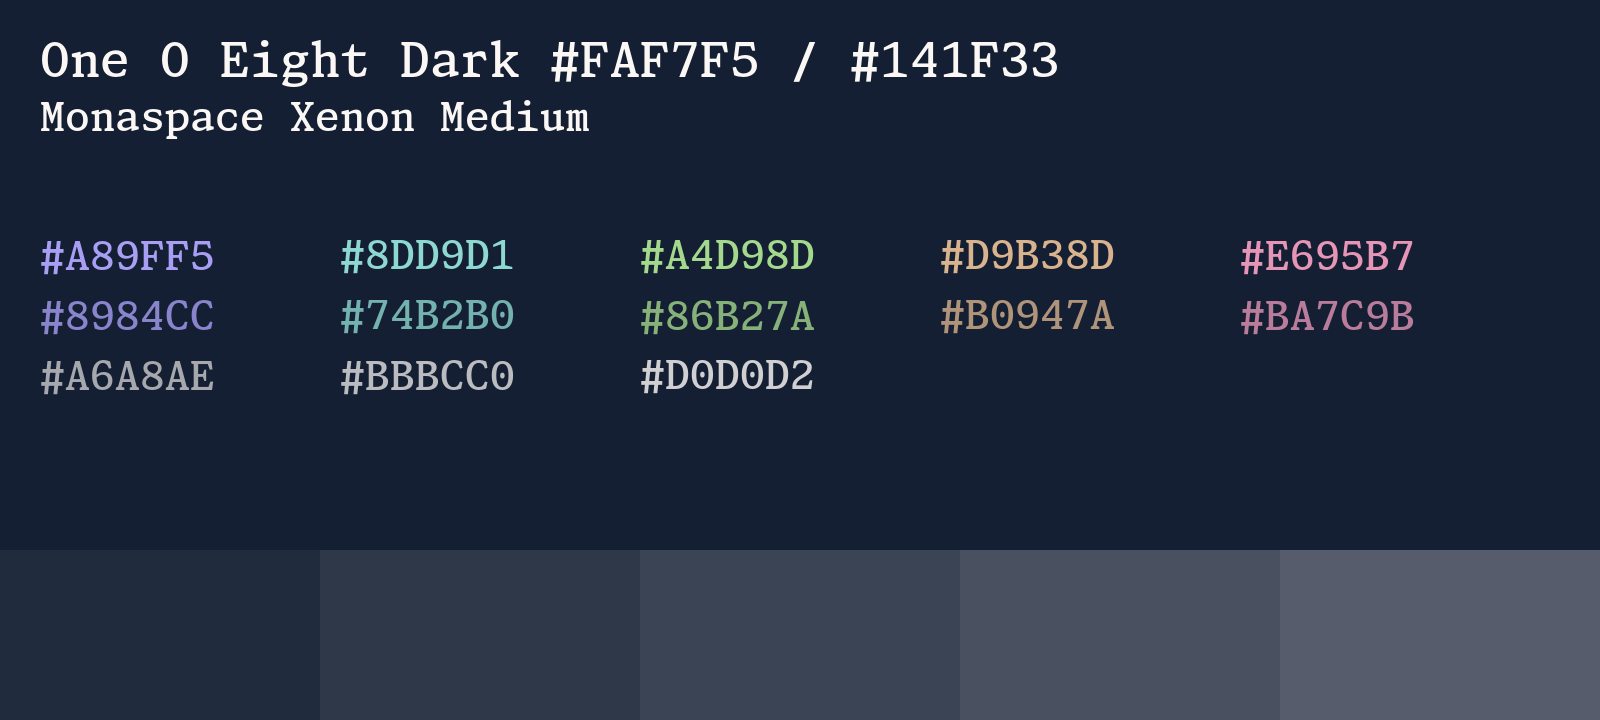 One O Eight Dark #FAF7F5 / #141F33
Monaspace Xenon Medium
#A89FF5 #8DD9D1 #A4D98D #D9B38D #E695B7
#8984CC #74B2B0 #86B27A #B0947A #BA7C9B
#A6A8AE #BBBCC0 #D0D0D2